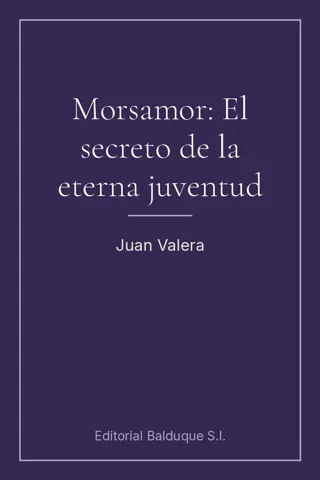 Morsamor: El
secreto de la
eterna juventud
Juan Valera
Editorial Balduque S.l.